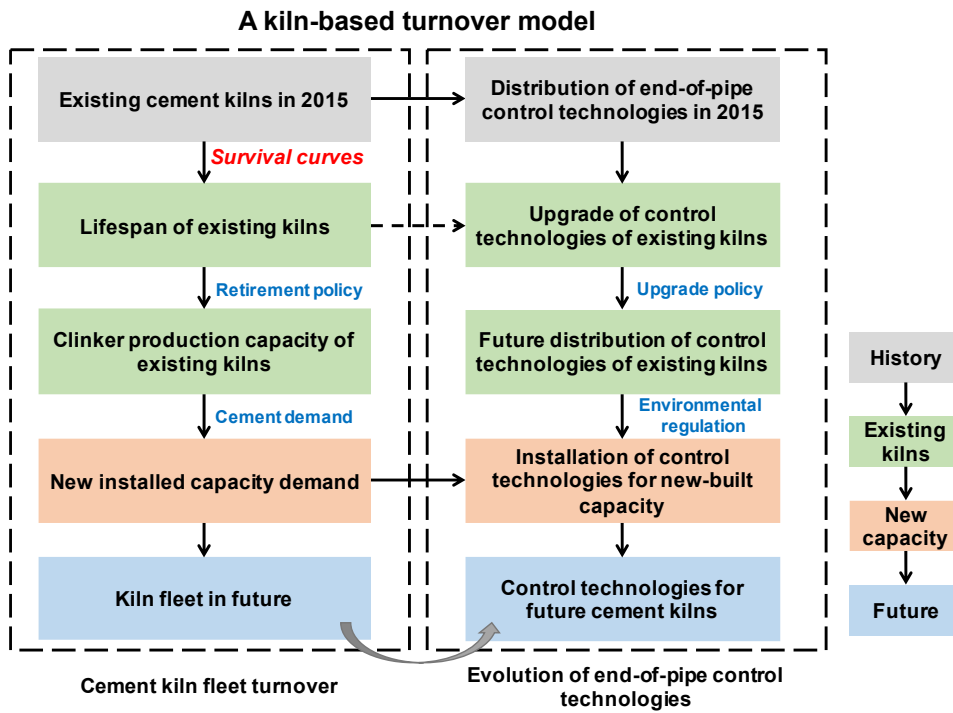 A kiln-based turnover model
Existing cement kilns in 2015
Survival curves
Lifespan of existing kilns
Retirement policy
Clinker production capacity of
existing kilns
Cement demand
New installed capacity demand
Kiln fleet in future
Cement kiln fleet turnover
Distribution of end-of-pipe
control technologies in 2015
Upgrade of control
technologies of existing kilns
Upgrade policy
Future distribution of control
technologies of existing kilns
Environmental
regulation
Installation of control
technologies for new-built
capacity
Control technologies for
future cement kilns
Evolution of end-of-pipe control
technologies
History
Existing
kilns
New
capacity
Future